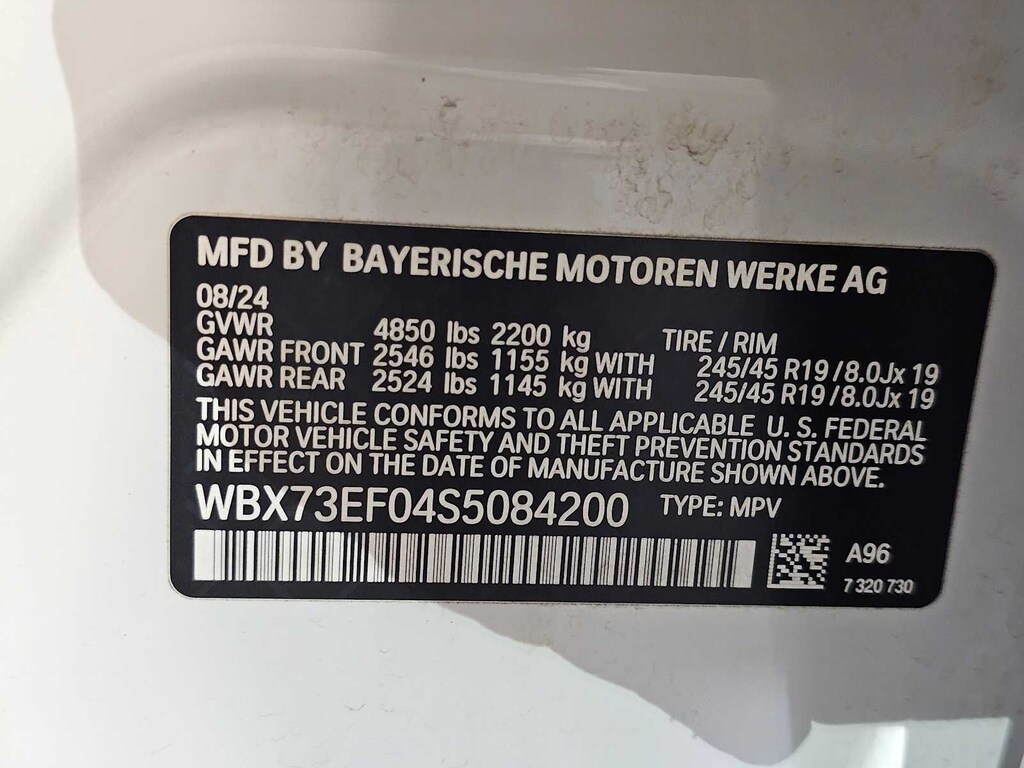 MFD BY BAYERISCHE MOTOREN WERKE AG
08/24
GVWR 4850 lbs 2200 kg TIRE / RIM
GAWR FRONT 2546 lbs 1155 kg WITH 245/45 R19 / 8.0Jx 19
GAWR REAR 2524 lbs 1145 kg WITH 245/45 R19 / 8.0Jx 19
THIS VEHICLE CONFORMS TO ALL APPLICABLE U. S. FEDERAL
MOTOR VEHICLE SAFETY AND THEFT PREVENTION STANDARDS
IN EFFECT ON THE DATE OF MANUFACTURE SHOWN ABOVE.
WBX73EF04S5084200 TYPE: MPV
A96
7 320 730